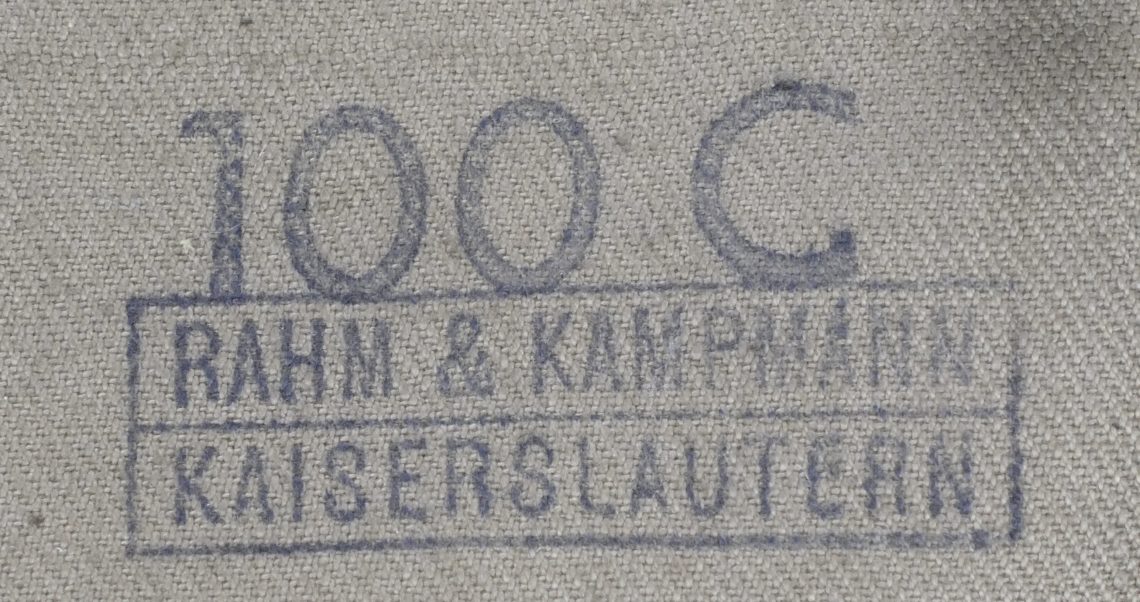 100 C
RAHM & KAMPMANN
KAISERSLAUTERN